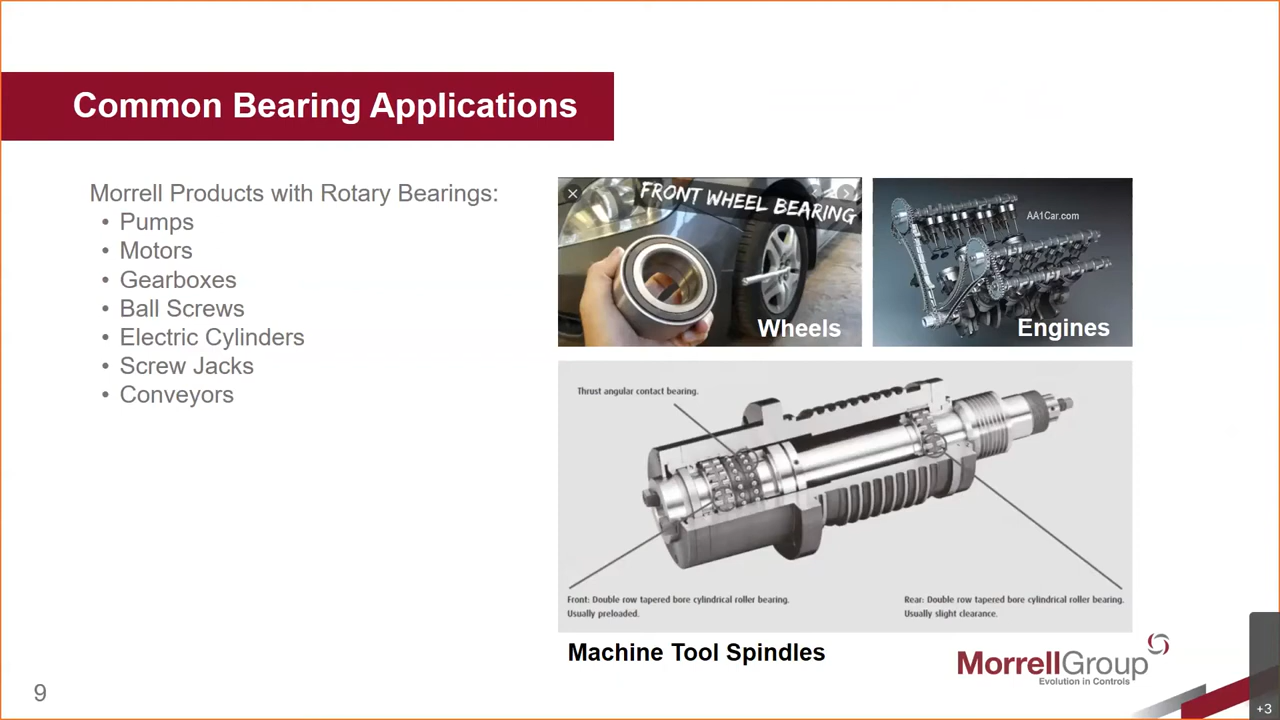 Common Bearing Applications
Morrell Products with Rotary Bearings:
• Pumps
• Motors
• Gearboxes
• Ball Screws
• Electric Cylinders
• Screw Jacks
• Conveyors
FRONT WHEEL BEARING
Wheels
AA1Car.com
Engines
Thrust angular contact bearing.
Front: Double row tapered bore cylindrical roller bearing.
Usually preloaded.
Rear: Double row tapered bore cylindrical roller bearing.
Usually slight clearance.
Machine Tool Spindles
MorrellGroup
Evolution in Controls
9
+3